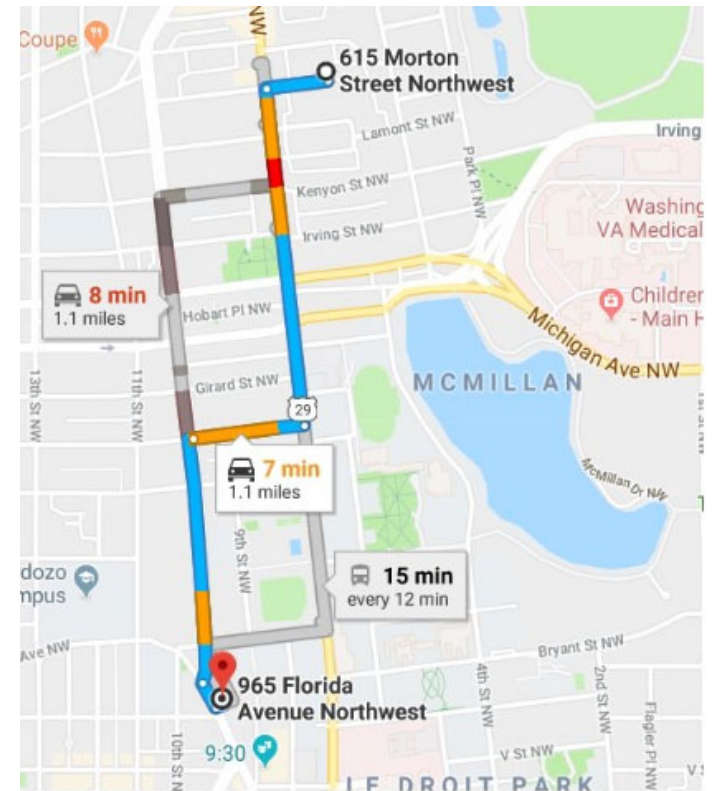 Coupe
NW
615 Morton
Street Northwest
Lamont St NW
Irving
Park Pl NW
Kenyon St NW
Washing
VA Medical
Irving St NW
8 min
1.1 miles
Hobart Pl NW
Childrer
- Main H
Michigan Ave NW
13th St NW
11th St NW
Girard St NW
MCMILLAN
29
7 min
1.1 miles
McMillan Dr NW
9th St NW
15 min
every 12 min
dozo
mpus
Ave NW
Bryant St NW
965 Florida
Avenue Northwest
4th St NW
2nd St NW
Flagler Pl NW
10th St N
9:30
V St NW
V
LE DROIT PARK